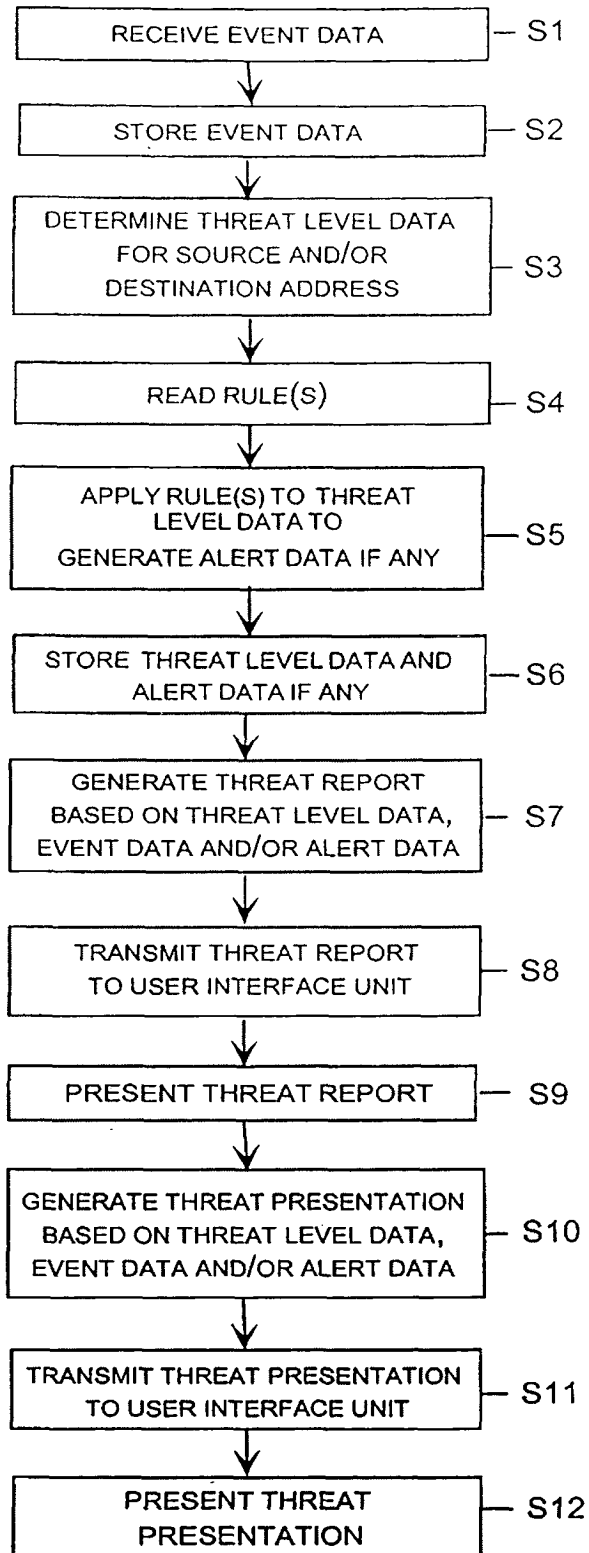 RECEIVE EVENT DATA
S1
STORE EVENT DATA
S2
DETERMINE THREAT LEVEL DATA
FOR SOURCE AND/OR
DESTINATION ADDRESS
S3
READ RULE(S)
S4
APPLY RULE(S) TO THREAT
LEVEL DATA TO
GENERATE ALERT DATA IF ANY
S5
STORE THREAT LEVEL DATA AND
ALERT DATA IF ANY
S6
GENERATE THREAT REPORT
BASED ON THREAT LEVEL DATA,
EVENT DATA AND/OR ALERT DATA
S7
TRANSMIT THREAT REPORT
TO USER INTERFACE UNIT
S8
PRESENT THREAT REPORT
S9
GENERATE THREAT PRESENTATION
BASED ON THREAT LEVEL DATA,
EVENT DATA AND/OR ALERT DATA
S10
TRANSMIT THREAT PRESENTATION
TO USER INTERFACE UNIT
S11
PRESENT THREAT
PRESENTATION
S12